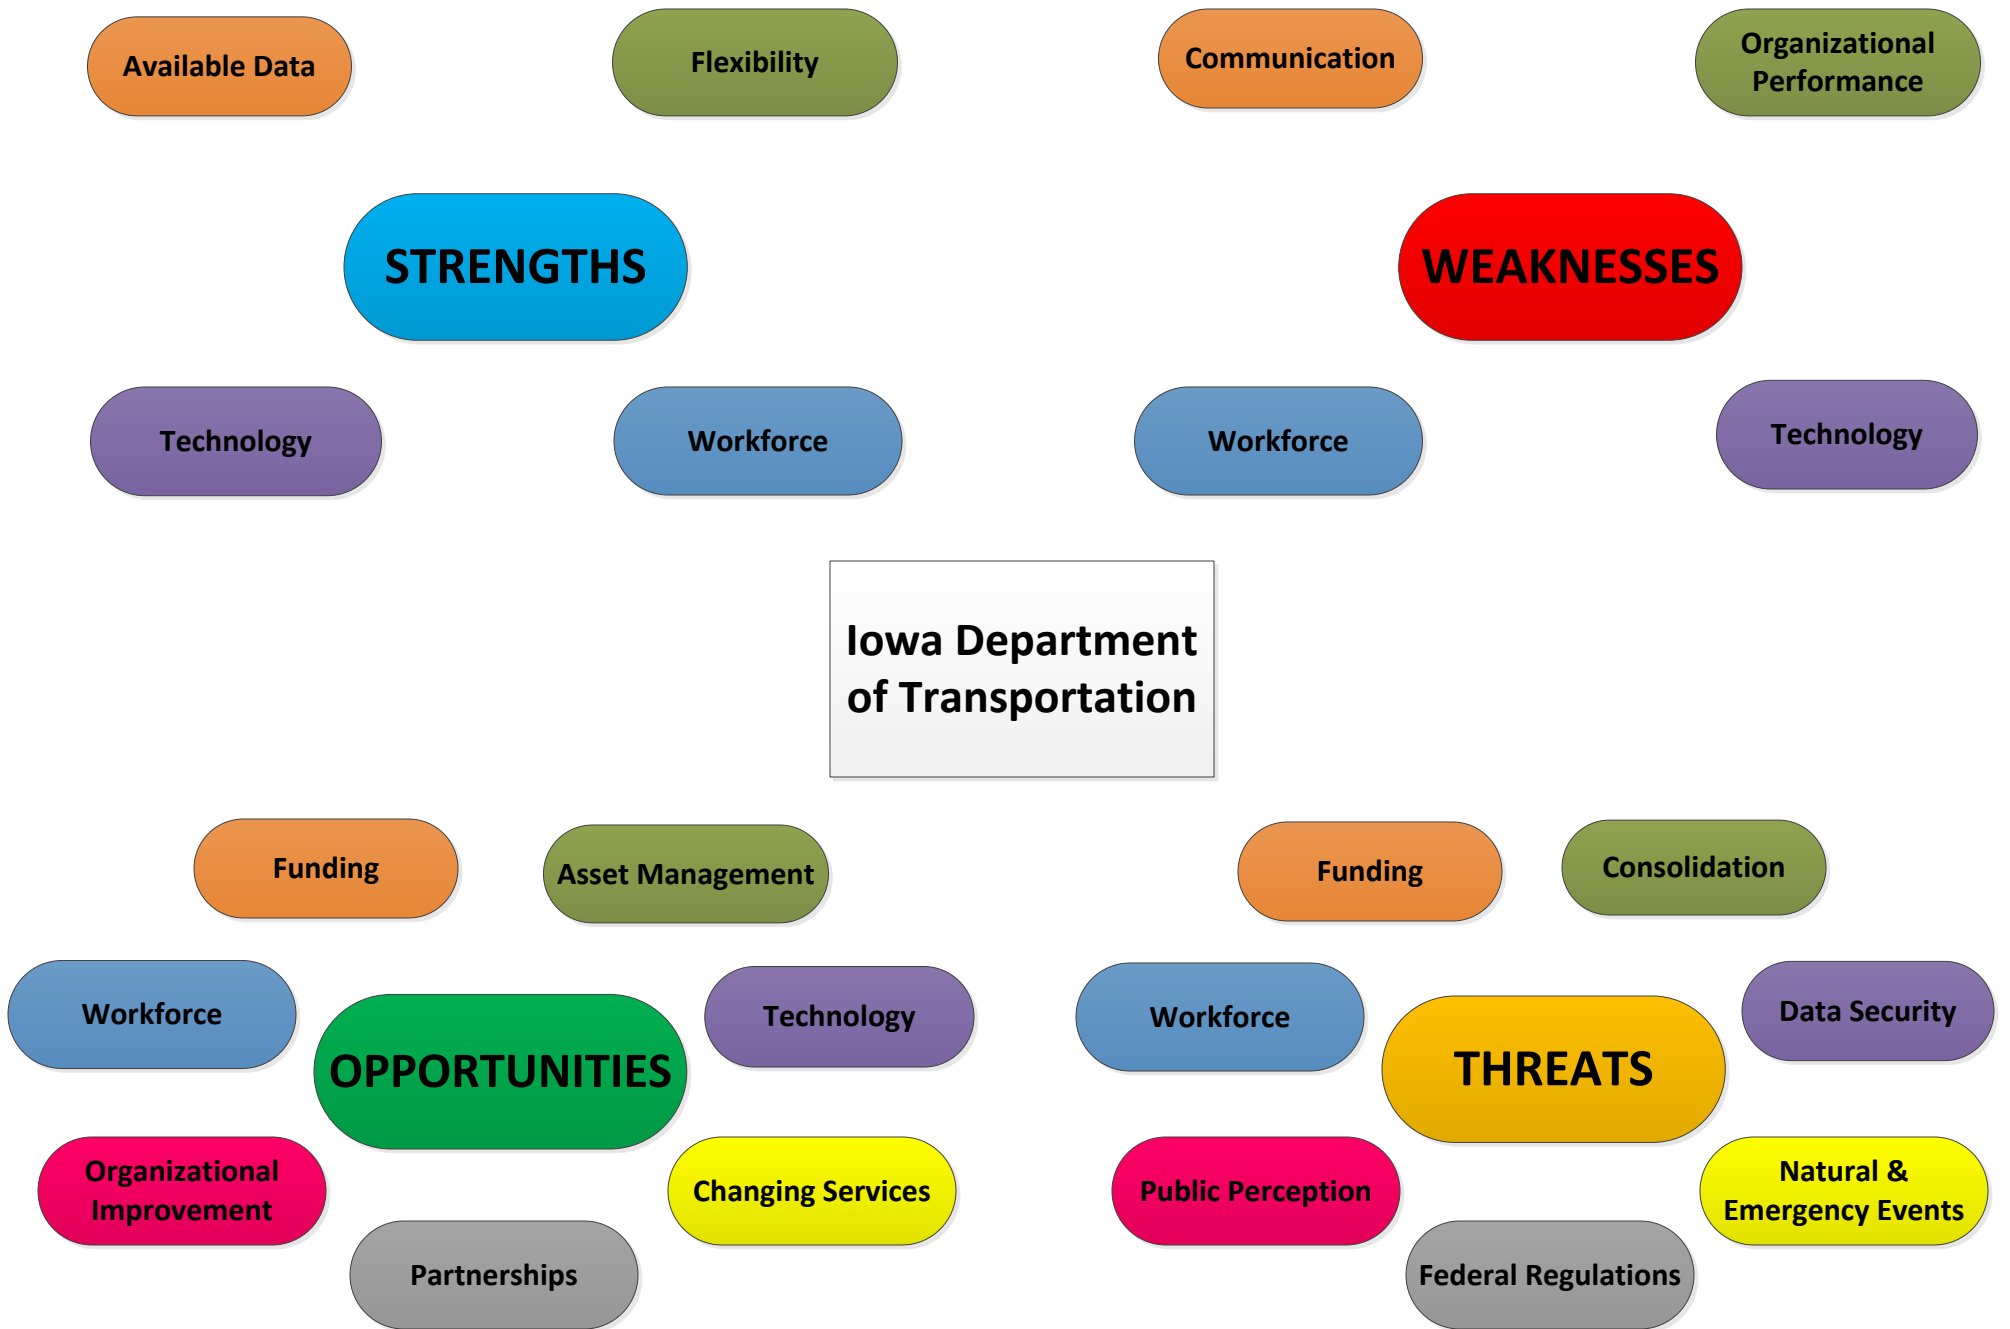 Available Data
Flexibility
Communication
Organizational
Performance
STRENGTHS
WEAKNESSES
Technology
Workforce
Workforce
Technology
Iowa Department
of Transportation
Funding
Asset Management
Funding
Consolidation
Workforce
Technology
Workforce
Data Security
OPPORTUNITIES
THREATS
Organizational
Improvement
Changing Services
Public Perception
Natural &
Emergency Events
Partnerships
Federal Regulations